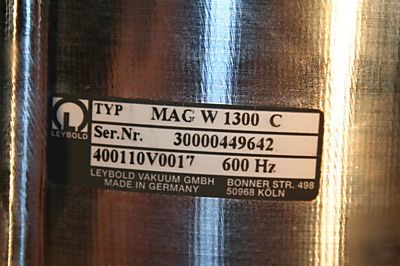 LEYBOLD
TYP MAG W 1300 C
Ser.Nr. 30000449642
400110V0017 600 Hz
LEYBOLD VAKUUM GMBH BONNER STR. 498
MADE IN GERMANY 50968 KÖLN